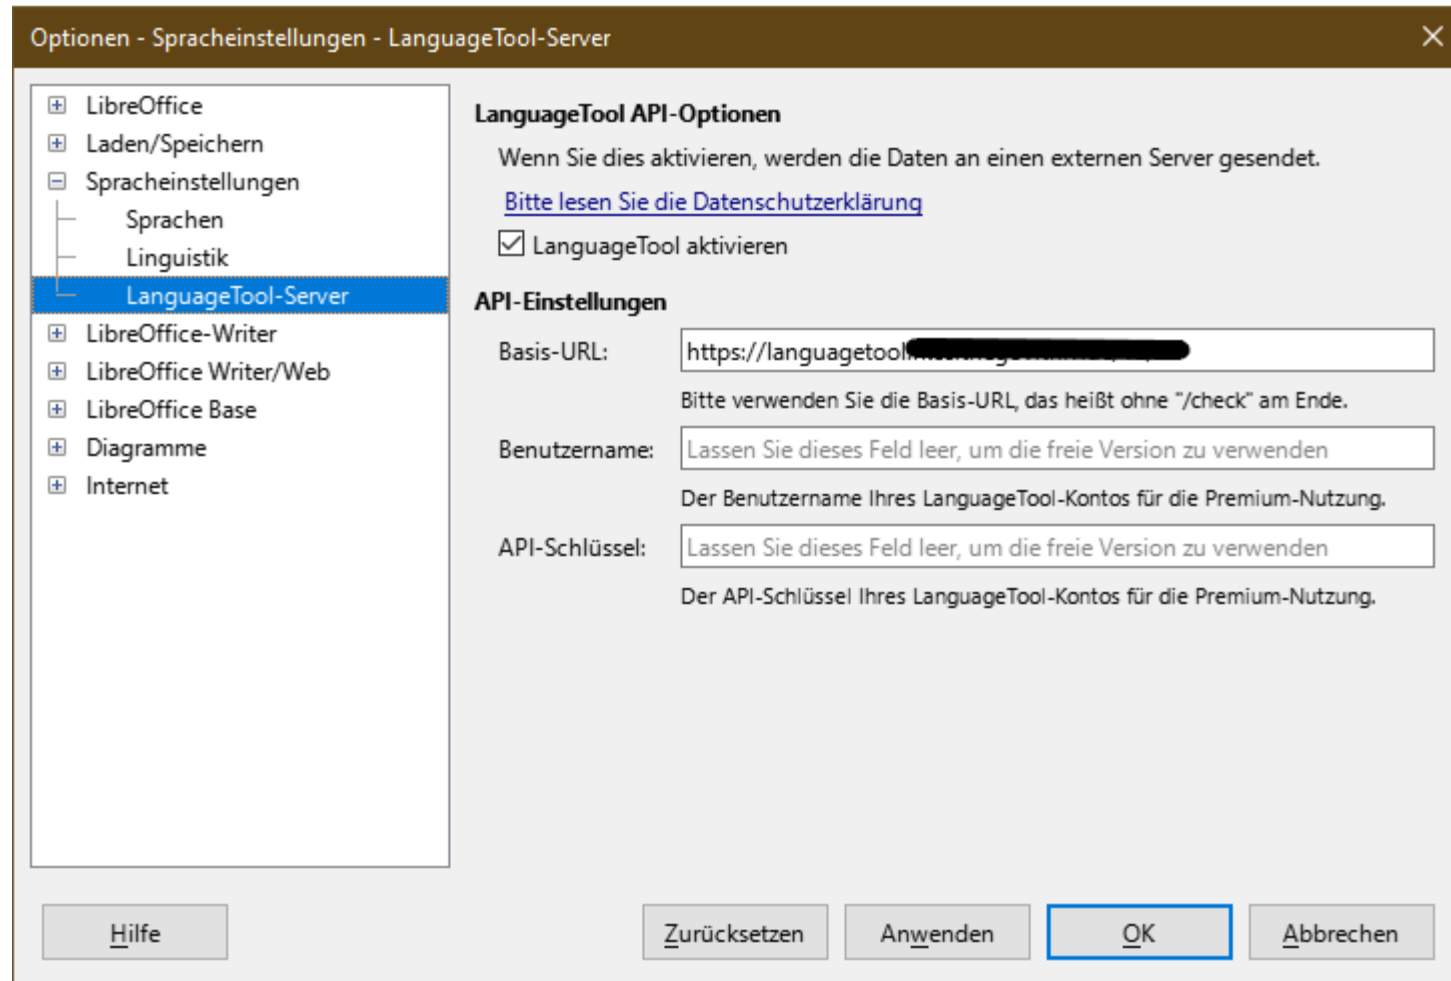 Optionen - Spracheinstellungen - LanguageTool-Server
LibreOffice
Laden/Speichern
Spracheinstellungen
Sprachen
Linguistik
LanguageTool-Server
LibreOffice-Writer
LibreOffice Writer/Web
LibreOffice Base
Diagramme
Internet
LanguageTool API-Optionen
Wenn Sie dies aktivieren, werden die Daten an einen externen Server gesendet.
Bitte lesen Sie die Datenschutzerklärung
LanguageTool aktivieren
API-Einstellungen
Basis-URL: https://languagetool
Bitte verwenden Sie die Basis-URL, das heißt ohne "/check" am Ende.
Benutzername: Lassen Sie dieses Feld leer, um die freie Version zu verwenden
Der Benutzername Ihres LanguageTool-Kontos für die Premium-Nutzung.
API-Schlüssel: Lassen Sie dieses Feld leer, um die freie Version zu verwenden
Der API-Schlüssel Ihres LanguageTool-Kontos für die Premium-Nutzung.
Hilfe Zurücksetzen Anwenden OK Abbrechen